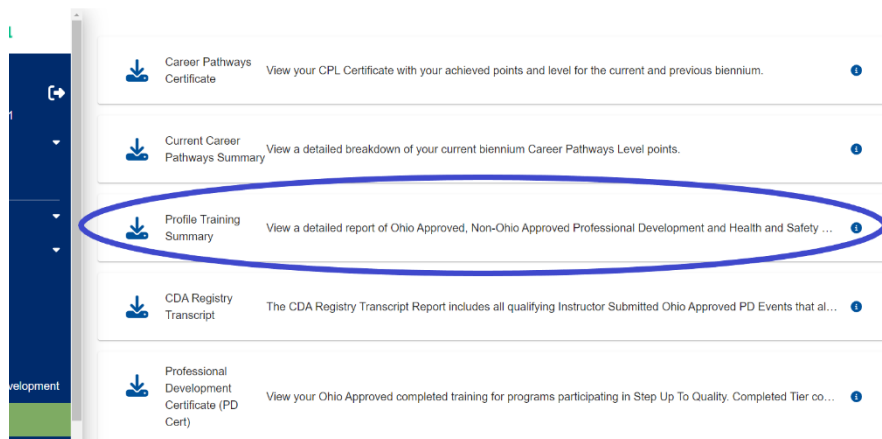 Career Pathways
Certificate
View your CPL Certificate with your achieved points and level for the current and previous biennium.
1
Current Career
Pathways Summary
View a detailed breakdown of your current biennium Career Pathways Level points.
Profile Training
Summary
View a detailed report of Ohio Approved, Non-Ohio Approved Professional Development and Health and Safety ...
CDA Registry
Transcript
The CDA Registry Transcript Report includes all qualifying Instructor Submitted Ohio Approved PD Events that al...
Professional
Development
Certificate (PD
Cert)
View your Ohio Approved completed training for programs participating in Step Up To Quality. Completed Tier co...
velopment